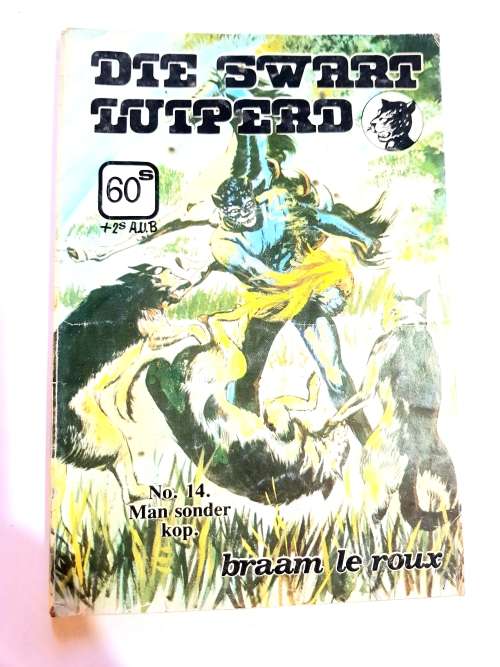 DIE SWART
LUIPERD
60s
+2s A.V.B
No. 14.
Man sonder
kop.
braam le roux